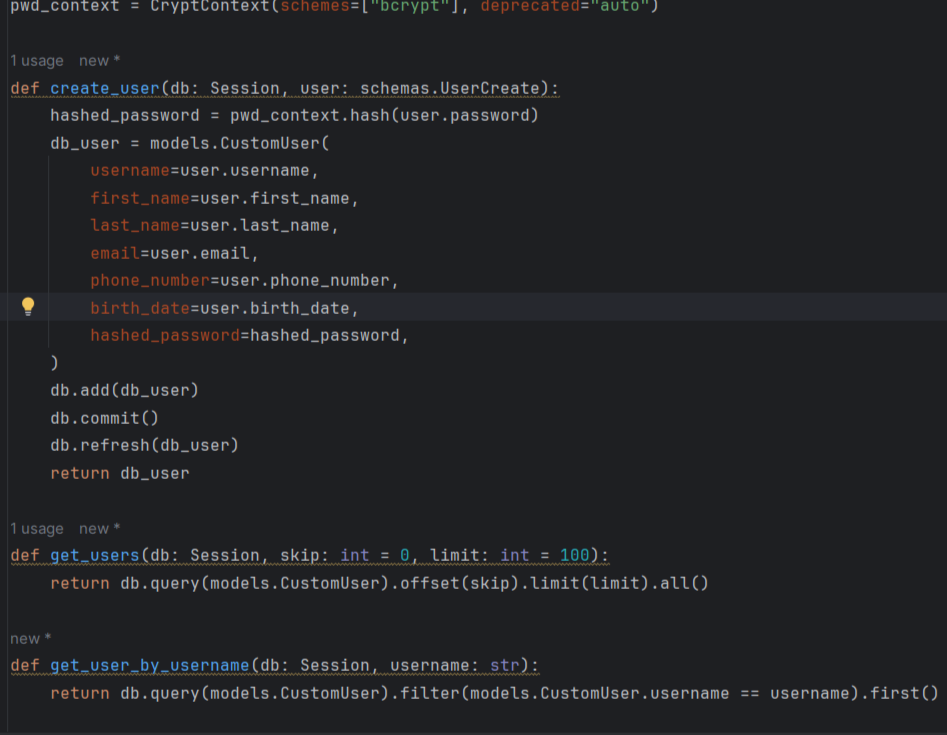 pwd_context = CryptContext(schemes=["bcrypt"], deprecated="auto")
1 usage new *
def create_user(db: Session, user: schemas.UserCreate):
    hashed_password = pwd_context.hash(user.password)
    db_user = models.CustomUser(
        username=user.username,
        first_name=user.first_name,
        last_name=user.last_name,
        email=user.email,
        phone_number=user.phone_number,
        birth_date=user.birth_date,
        hashed_password=hashed_password,
    )
    db.add(db_user)
    db.commit()
    db.refresh(db_user)
    return db_user
1 usage new *
def get_users(db: Session, skip: int = 0, limit: int = 100):
    return db.query(models.CustomUser).offset(skip).limit(limit).all()
new *
def get_user_by_username(db: Session, username: str):
    return db.query(models.CustomUser).filter(models.CustomUser.username == username).first()